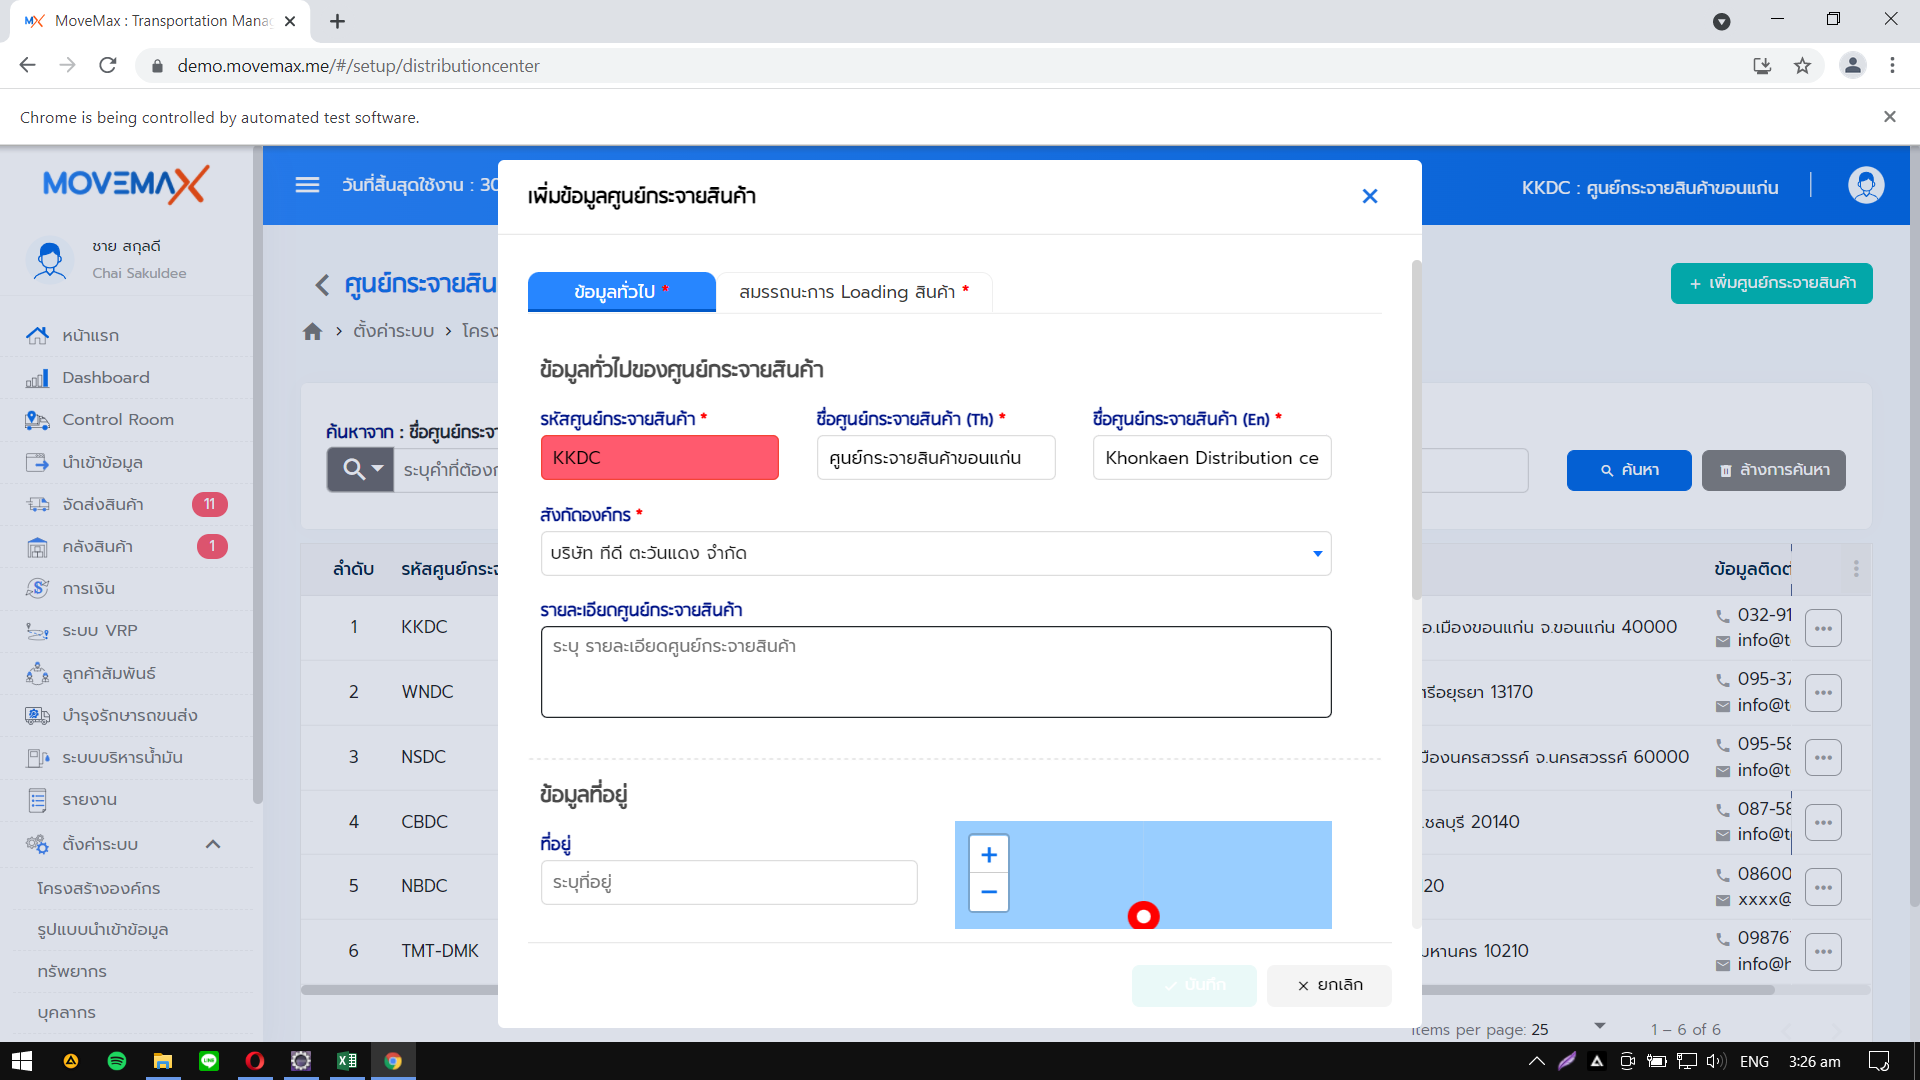 MoveMax : Transportation Mana
demo.movemax.me/#/setup/distributioncenter
Chrome is being controlled by automated test software.
MOVEMAX
ชาย สกุลดี
Chai Sakuldee
หน้าแรก
Dashboard
Control Room
นำเข้าข้อมูล
จัดส่งสินค้า 11
คลังสินค้า 1
การเงิน
ระบบ VRP
ลูกค้าสัมพันธ์
บำรุงรักษารถขนส่ง
ระบบบริหารน้ำมัน
รายงาน
ตั้งค่าระบบ
โครงสร้างองค์กร
รูปแบบนำเข้าข้อมูล
ทรัพยากร
บุคลากร
วันที่สิ้นสุดใช้งาน : 30
KKDC : ศูนย์กระจายสินค้าขอนแก่น
ศูนย์กระจายสิน
+ เพิ่มศูนย์กระจายสินค้า
> ตั้งค่าระบบ > โครง
ค้นหาจาก : ชื่อศูนย์กระจา
ระบุคำที่ต้องก
ค้นหา
ล้างการค้นหา
ลำดับ รหัสศูนย์กระจ
ข้อมูลติดต่
1 KKDC
อ.เมืองขอนแก่น จ.ขอนแก่น 40000
032-91
info@t
2 WNDC
รีอยุธยา 13170
095-37
info@t
3 NSDC
มืองนครสวรรค์ จ.นครสวรรค์ 60000
095-58
info@t
4 CBDC
.ชลบุรี 20140
087-58
info@t
5 NBDC
20
08600
xxxx@
6 TMT-DMK
มหานคร 10210
09876
info@h
Items per page: 25
1 – 6 of 6
เพิ่มข้อมูลศูนย์กระจายสินค้า
ข้อมูลทั่วไป *
สมรรถนะการ Loading สินค้า *
ข้อมูลทั่วไปของศูนย์กระจายสินค้า
รหัสศูนย์กระจายสินค้า *
KKDC
ชื่อศูนย์กระจายสินค้า (Th) *
ศูนย์กระจายสินค้าขอนแก่น
ชื่อศูนย์กระจายสินค้า (En) *
Khonkaen Distribution ce
สังกัดองค์กร *
บริษัท ทีดี ตะวันแดง จำกัด
รายละเอียดศูนย์กระจายสินค้า
ระบุ รายละเอียดศูนย์กระจายสินค้า
ข้อมูลที่อยู่
ที่อยู่
ระบุที่อยู่
+
−
บันทึก
ยกเลิก
ENG 3:26 am